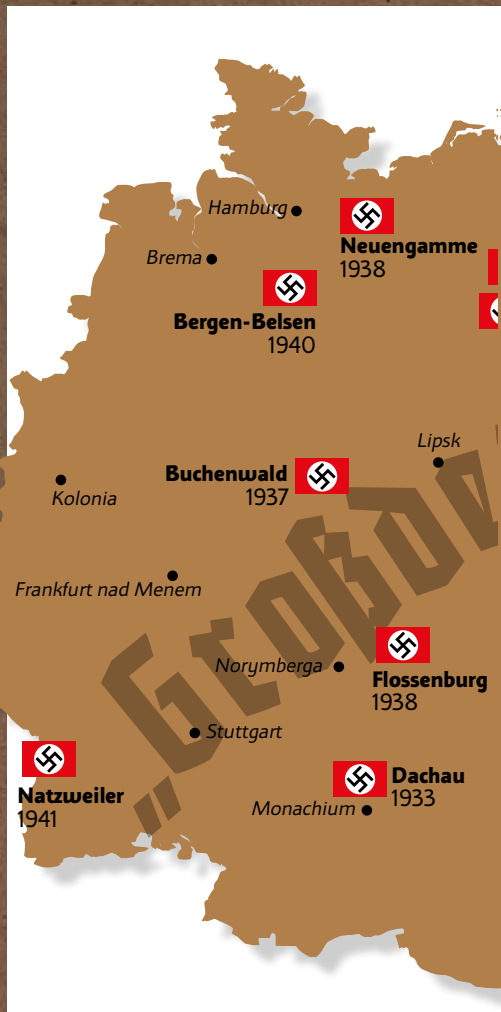 Hamburg
Neuengamme
1938
Brema
Bergen-Belsen
1940
Lipsk
Buchenwald
1937
Kolonia
Frankfurt nad Menem
„Großd
Norymberga
Flossenburg
1938
Stuttgart
Dachau
1933
Natzweiler
1941
Monachium